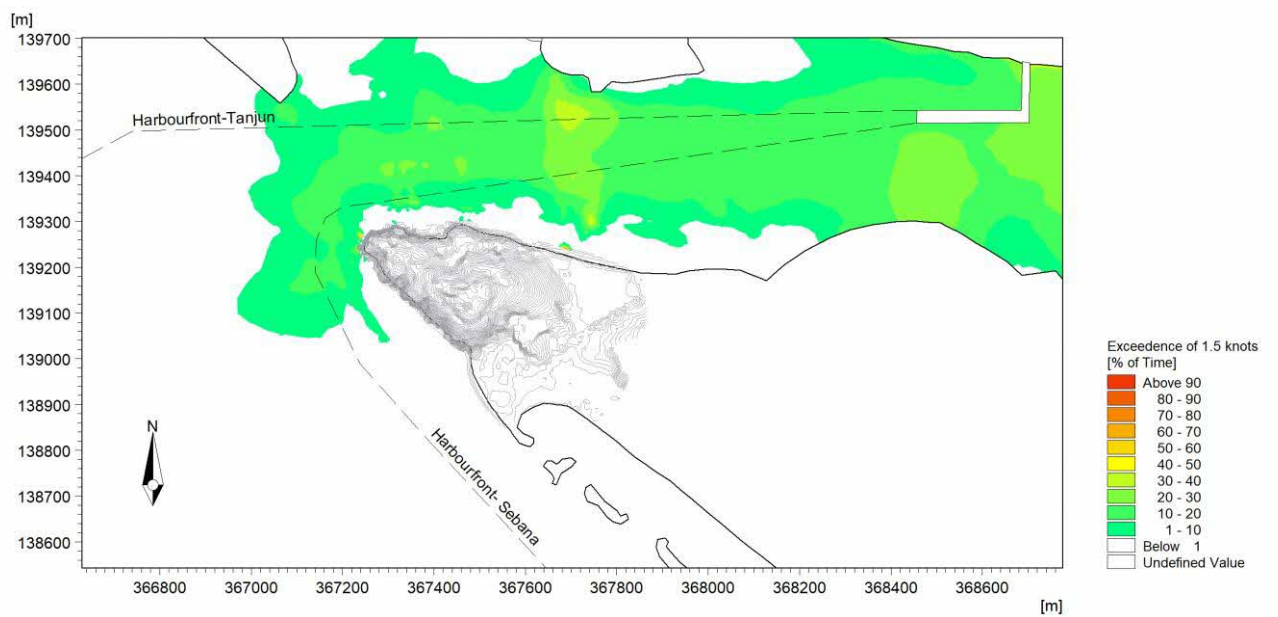 [m]
139700
139600
139500
139400
139300
139200
139100
139000
138900
138800
138700
138600
Harbourfront-Tanjun
Harbourfront- Sebana
N
366800 367000 367200 367400 367600 367800 368000 368200 368400 368600
[m]
Exceedence of 1.5 knots
[% of Time]
Above 90
80 - 90
70 - 80
60 - 70
50 - 60
40 - 50
30 - 40
20 - 30
10 - 20
1 - 10
Below 1
Undefined Value